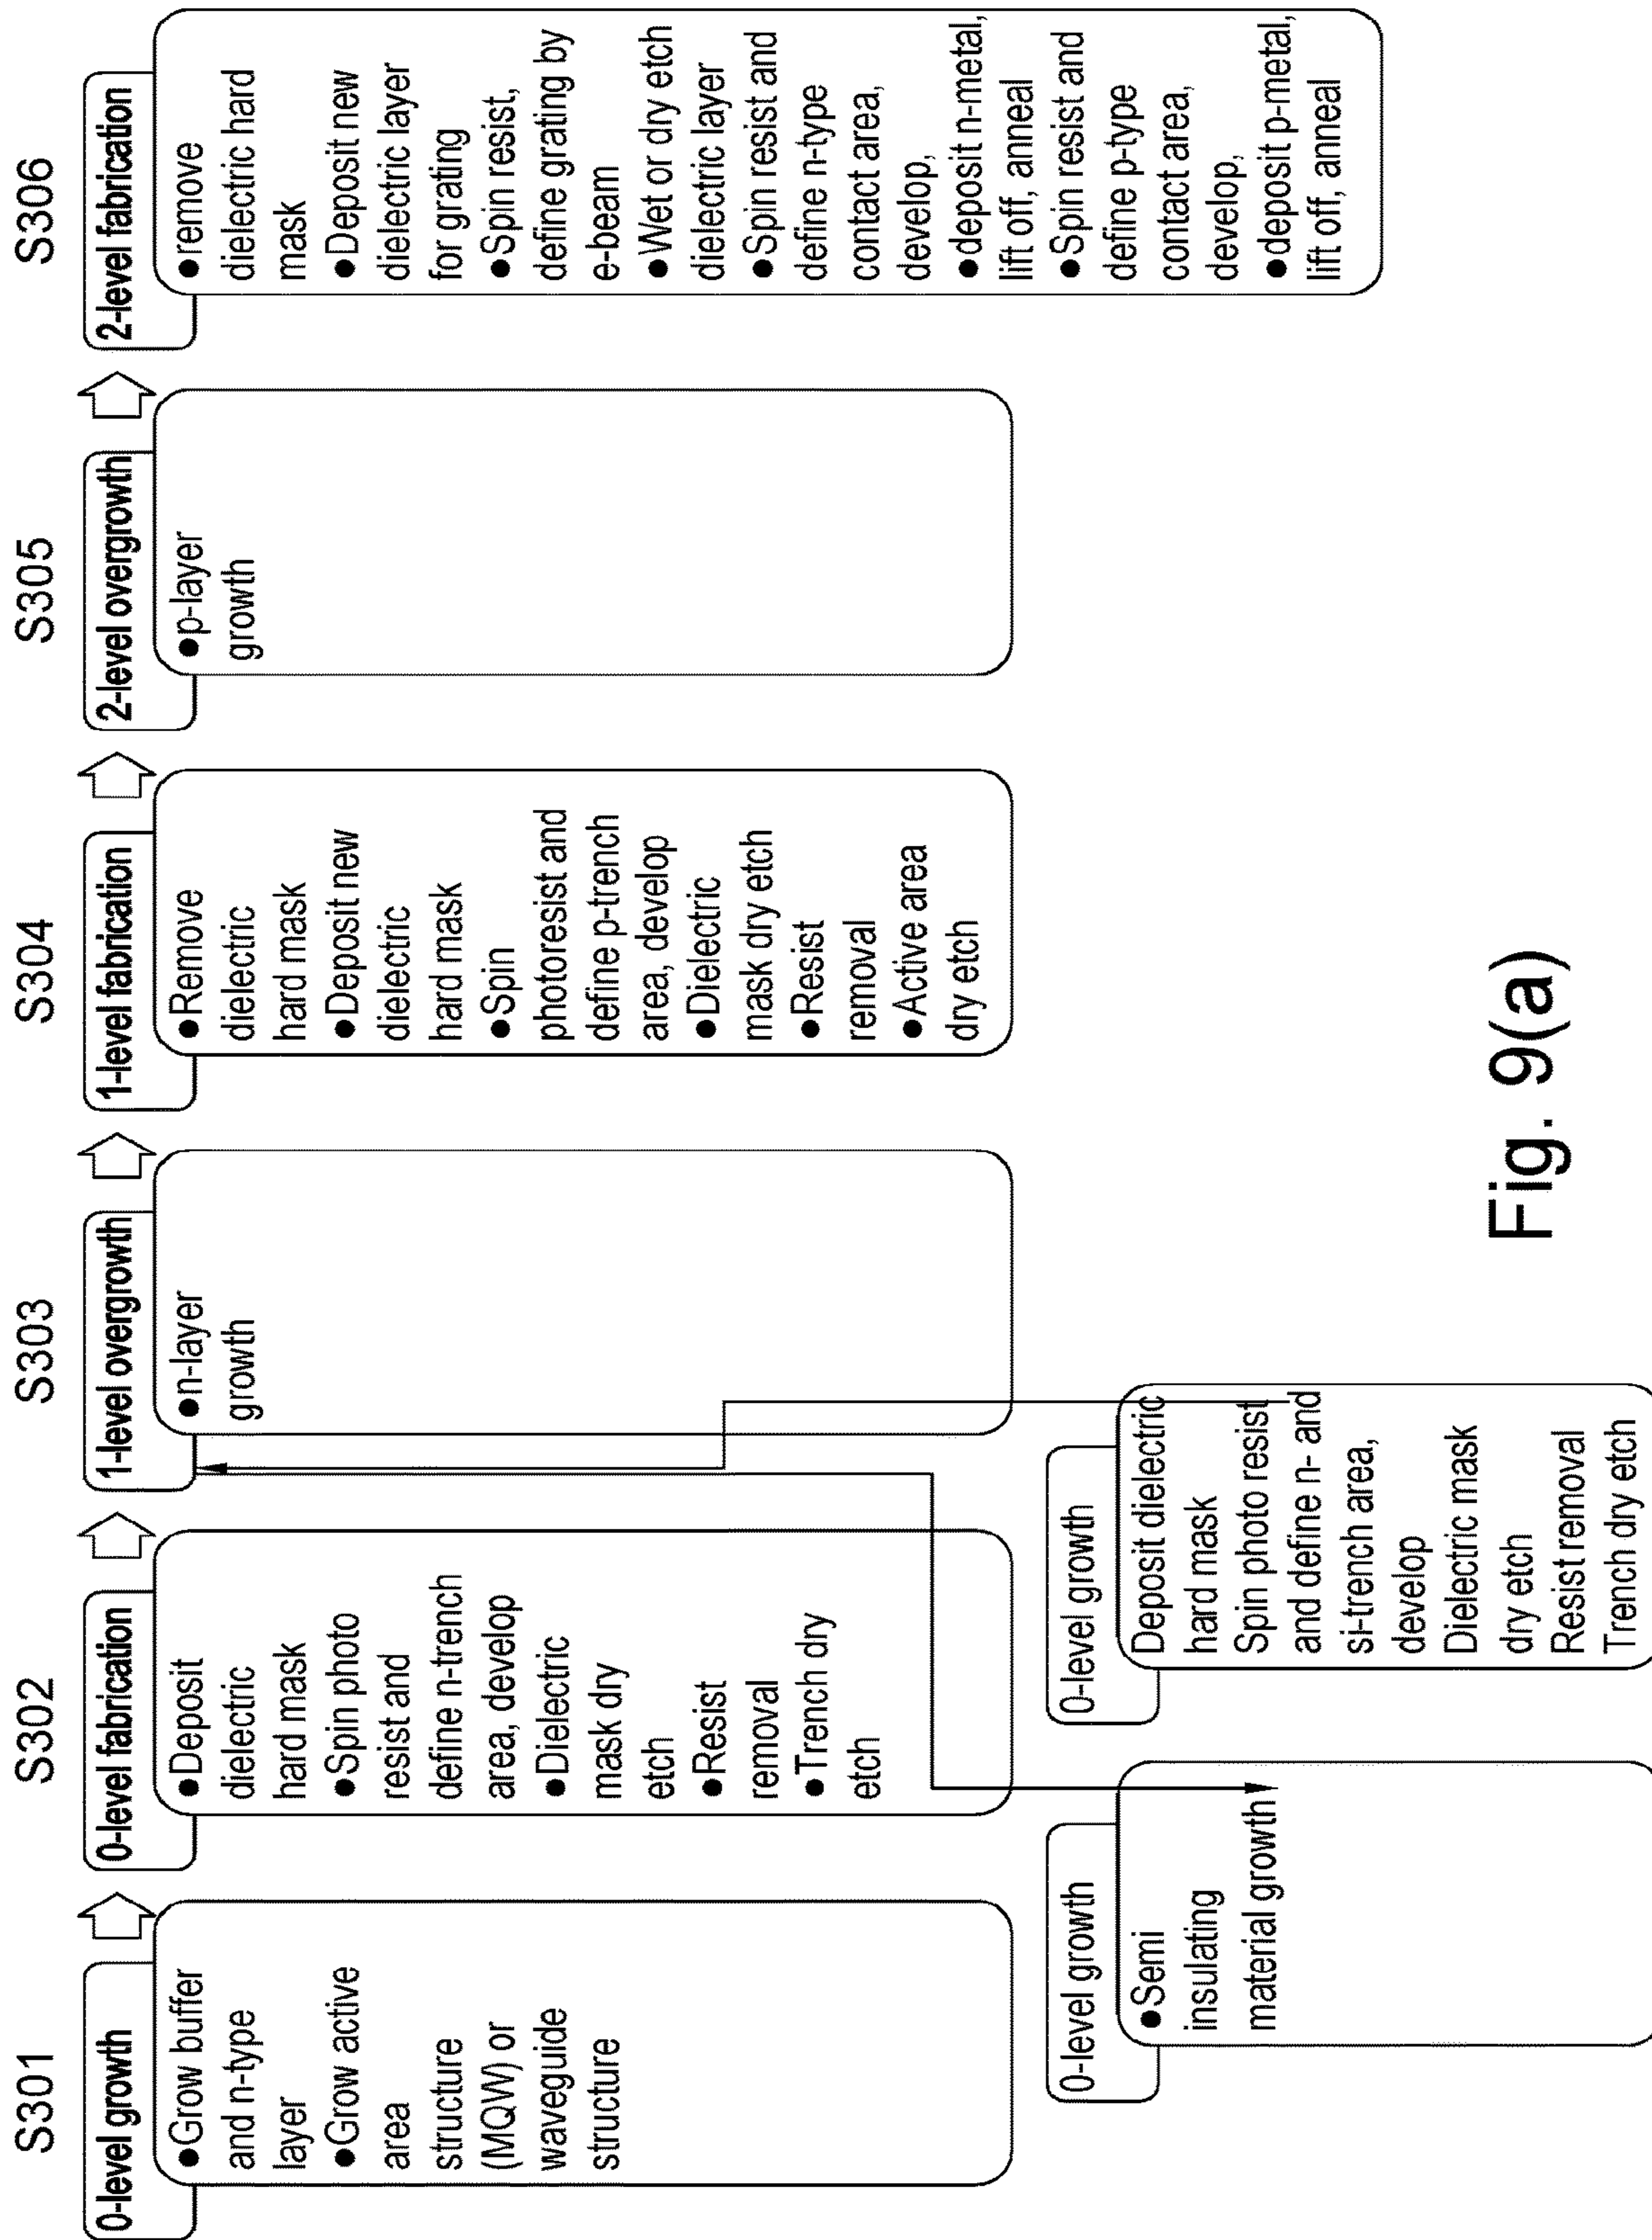 S301
0-level growth
●Grow buffer
and n-type
layer
●Grow active
area
structure
(MQW) or
waveguide
structure
S302
0-level fabrication
●Deposit
dielectric
hard mask
●Spin photo
resist and
define n-trench
area, develop
●Dielectric
mask dry
etch
●Resist
removal
●Trench dry
etch
S303
1-level overgrowth
●n-layer
growth
S304
1-level fabrication
●Remove
dielectric
hard mask
●Deposit new
dielectric
hard mask
●Spin
photoresist and
define p-trench
area, develop
●Dielectric
mask dry etch
●Resist
removal
●Active area
dry etch
S305
2-level overgrowth
●p-layer
growth
S306
2-level fabrication
●remove
dielectric hard
mask
●Deposit new
dielectric layer
for grating
●Spin resist,
define grating by
e-beam
●Wet or dry etch
dielectric layer
●Spin resist and
define n-type
contact area,
develop,
●deposit n-metal,
lift off, anneal
●Spin resist and
define p-type
contact area,
develop,
●deposit p-metal,
lift off, anneal
0-level growth
●Semi
insulating
material growth
0-level growth
Deposit dielectric
hard mask
Spin photo resist
and define n- and
si-trench area,
develop
Dielectric mask
dry etch
Resist removal
Trench dry etch
Fig. 9(a)